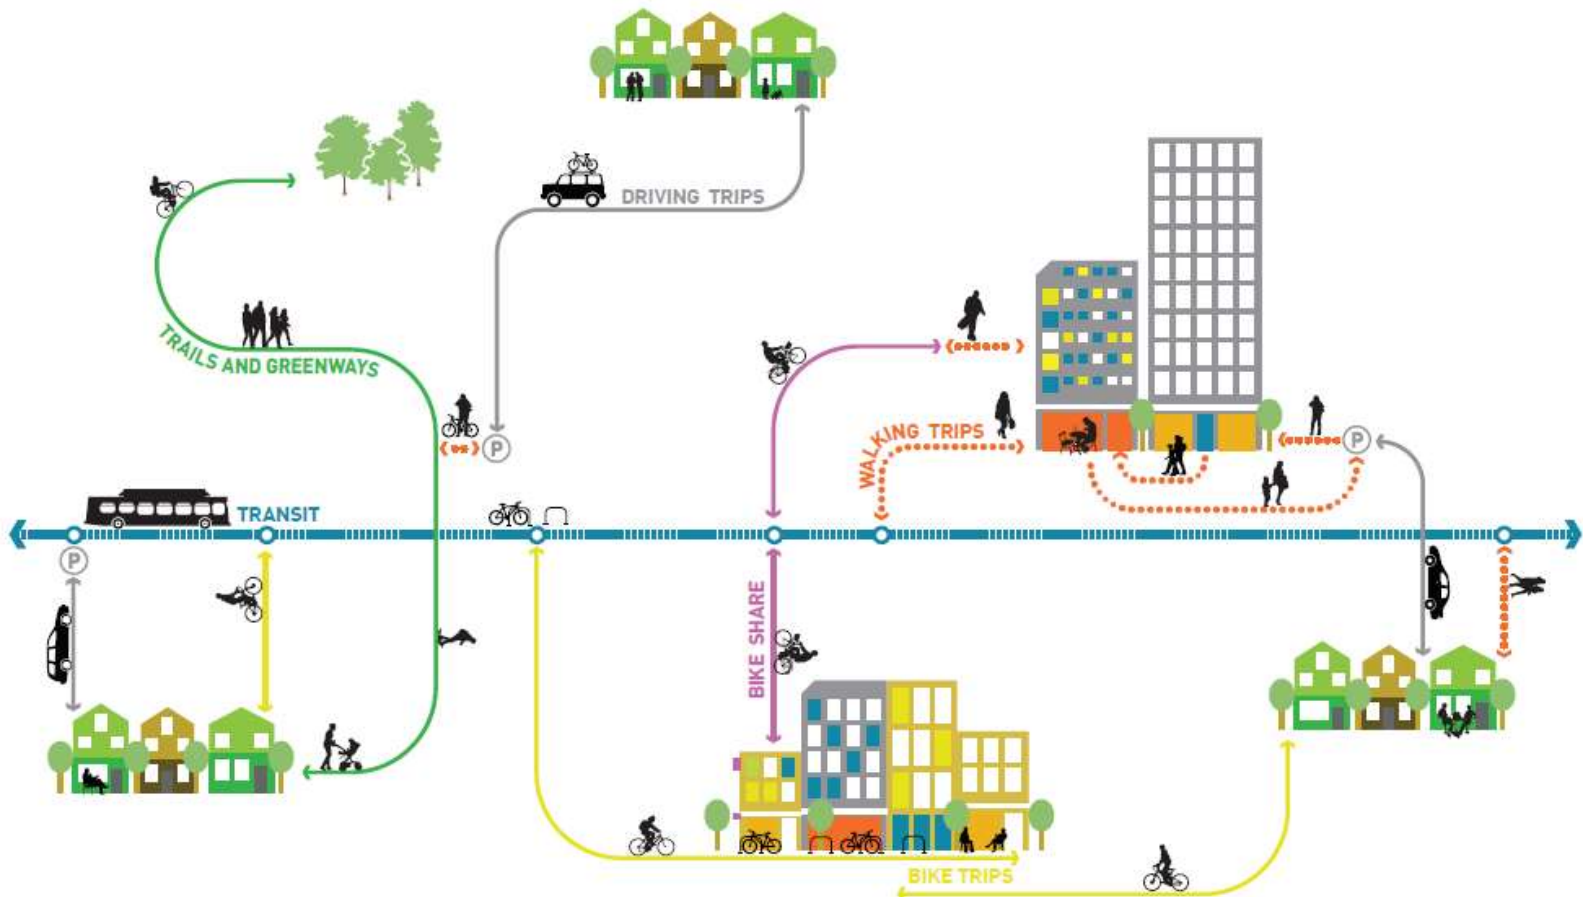 DRIVING TRIPS
TRAILS AND GREENWAYS
P
WALKING TRIPS
P
TRANSIT
P
BIKE SHARE
BIKE TRIPS